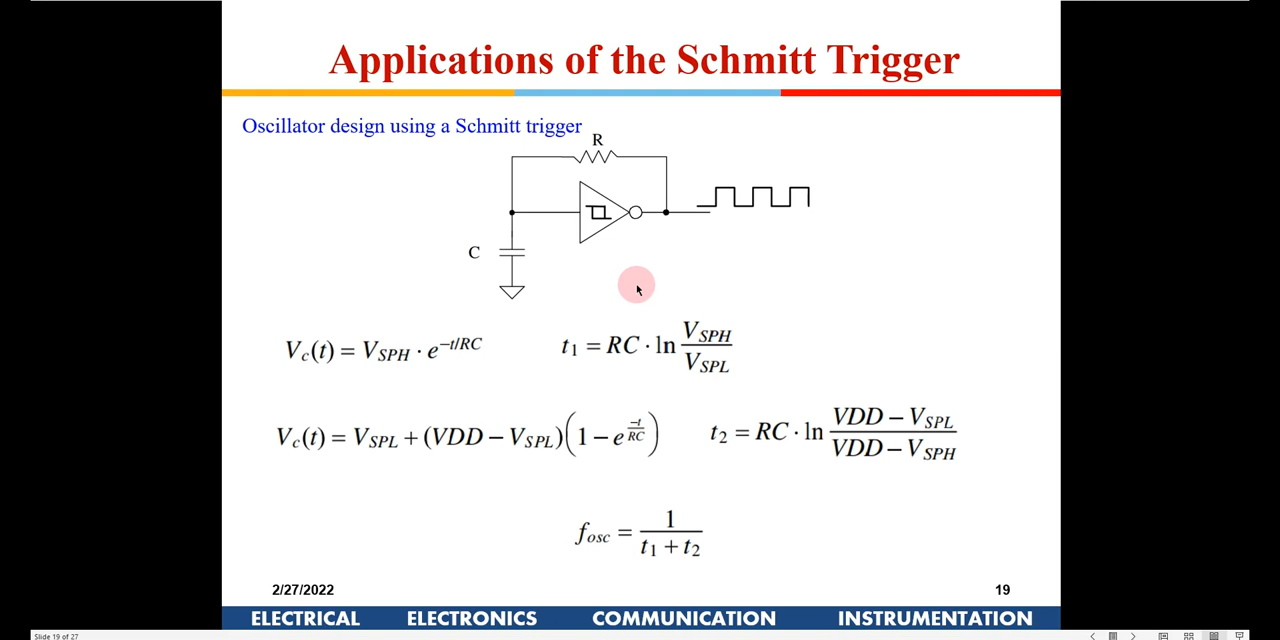 Applications of the Schmitt Trigger
Oscillator design using a Schmitt trigger
R
C
V_c(t) = V_SPH · e^{-t/RC}
t_1 = RC · ln V_SPH / V_SPL
V_c(t) = V_SPL + (VDD − V_SPL)(1 − e^{-t/RC})
t_2 = RC · ln (VDD − V_SPL) / (VDD − V_SPH)
f_osc = 1 / (t_1 + t_2)
2/27/2022
19
ELECTRICAL ELECTRONICS COMMUNICATION INSTRUMENTATION
Slide 19 of 27